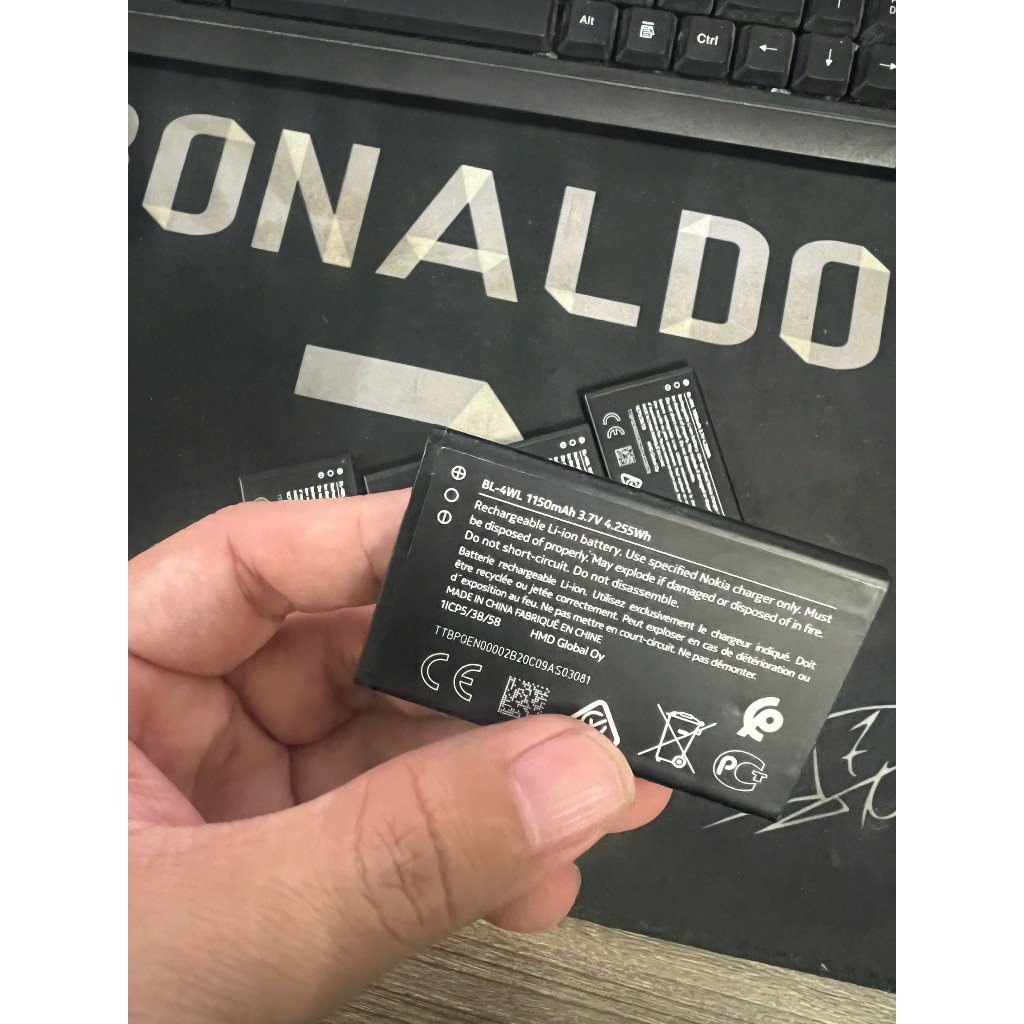 Alt
Ctrl
RONALDO
BL-4WL 1150mAh 3.7V 4.255Wh
Rechargeable Li-ion battery. Use specified Nokia charger only. Must
be disposed of properly. May explode if damaged or disposed of in fire.
Do not short-circuit. Do not disassemble.
Batterie rechargeable Li-ion. Utilisez exclusivement le chargeur indiqué. Doit
être recyclée ou jetée correctement. Peut exploser en cas de détérioration ou
d'exposition au feu. Ne pas mettre en court-circuit. Ne pas démonter.
MADE IN CHINA FABRIQUÉ EN CHINE
1ICP5/38/58 HMD Global Oy
TTBP0EN00002B20C09AS03081
CE
PCT
CE